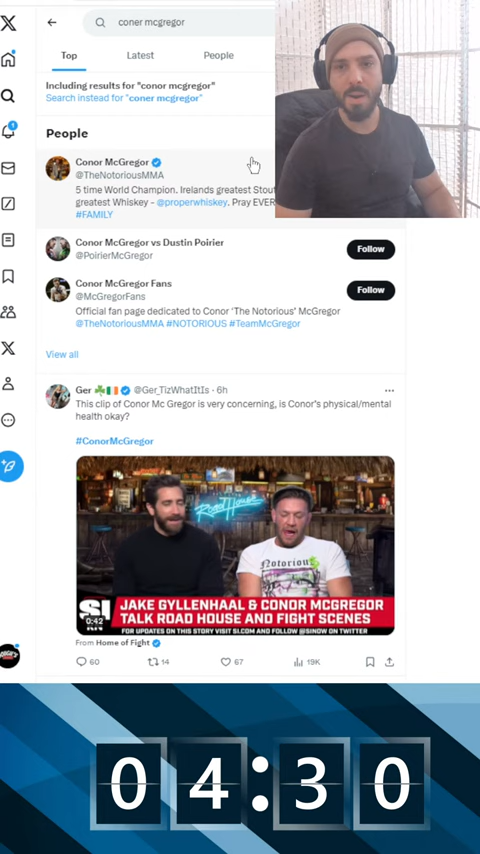 coner mcgregor
Top Latest People
Including results for "conor mcgregor"
Search instead for "coner mcgregor"
People
Conor McGregor
@TheNotoriousMMA
5 time World Champion. Irelands greatest Stout
greatest Whiskey - @properwhiskey. Pray EVER
#FAMILY
Conor McGregor vs Dustin Poirier
@PoirierMcGregor
Follow
Conor McGregor Fans
@McGregorFans
Follow
Official fan page dedicated to Conor 'The Notorious' McGregor
@TheNotoriousMMA #NOTORIOUS #TeamMcGregor
View all
Ger @Ger_TizWhatItIs · 6h
This clip of Conor Mc Gregor is very concerning, is Conor's physical/mental
health okay?
#ConorMcGregor
Road House
Notorious
SI
0:42
JAKE GYLLENHAAL & CONOR MCGREGOR
TALK ROAD HOUSE AND FIGHT SCENES
FOR UPDATES ON THIS STORY VISIT SI.COM AND FOLLOW @SINOW ON TWITTER
From Home of Fight
60 14 67 19K
04:30